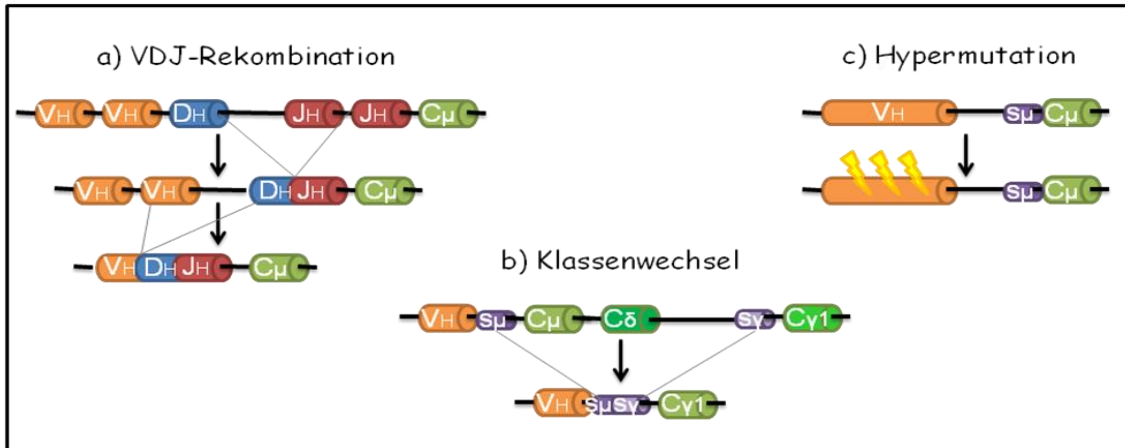 a) VDJ-Rekombination
VH VH DH JH JH Cμ
VH VH DH JH Cμ
VH DH JH Cμ
b) Klassenwechsel
VH sμ Cμ Cδ sγ Cγ1
VH sμ sγ Cγ1
c) Hypermutation
VH sμ Cμ
sμ Cμ